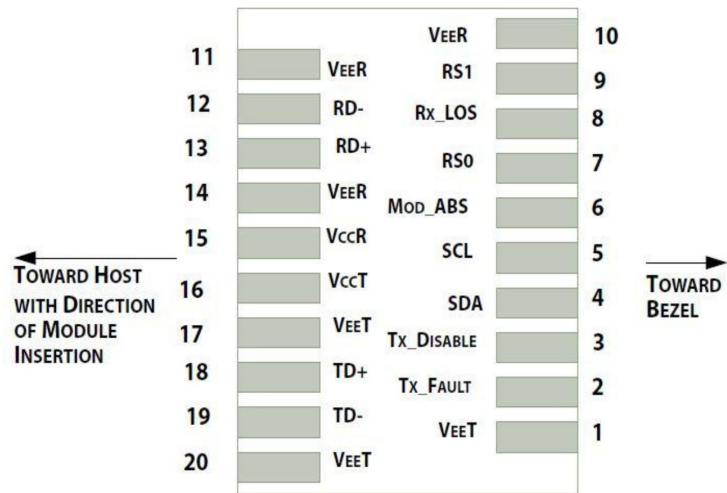 VEER 10
11 VEER
RS1 9
12 RD-
RX_LOS 8
13 RD+
RS0 7
14 VEER
MOD_ABS 6
15 VCCR
SCL 5
16 VCCT
SDA 4
17 VEET
TX_DISABLE 3
18 TD+
TX_FAULT 2
19 TD-
VEET 1
20 VEET
TOWARD HOST
WITH DIRECTION
OF MODULE
INSERTION
TOWARD
BEZEL